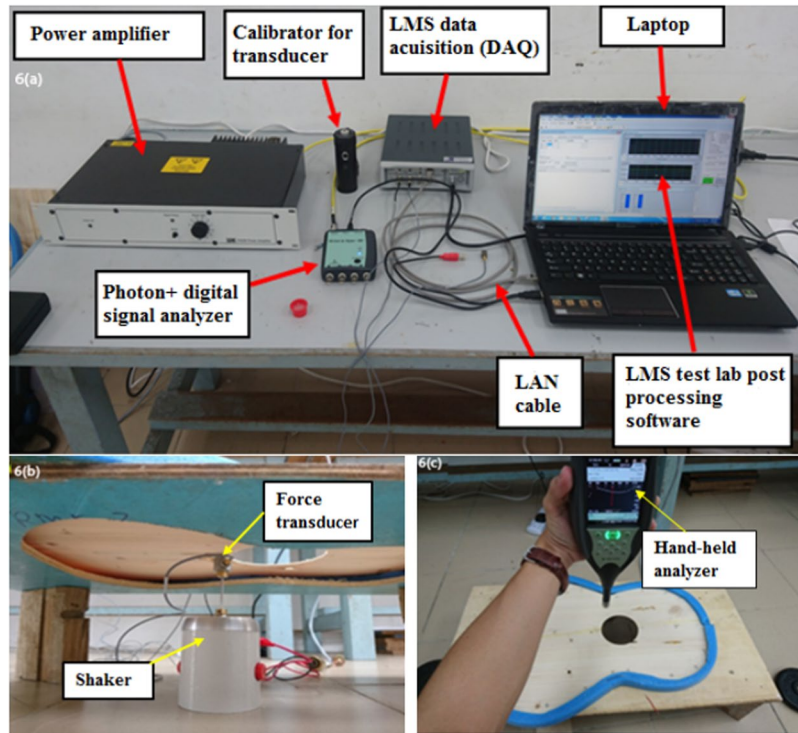 Power amplifier
Calibrator for
transducer
LMS data
acuisition (DAQ)
Laptop
6(a)
Photon+ digital
signal analyzer
LAN
cable
LMS test lab post
processing
software
6(b)
Force
transducer
Shaker
6(c)
Hand-held
analyzer